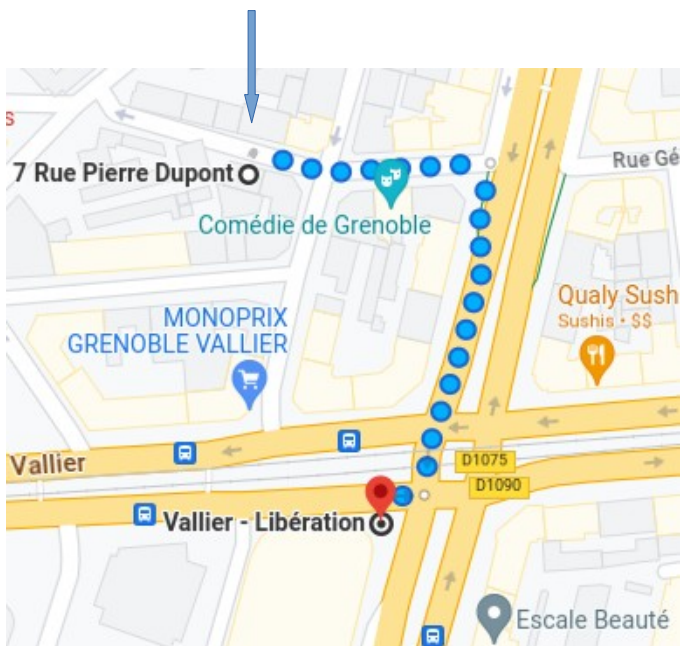 s
Rue Gé
7 Rue Pierre Dupont
Comédie de Grenoble
Qualy Sush
Sushis · $$
MONOPRIX
GRENOBLE VALLIER
Vallier
D1075
D1090
Vallier - Libération
Escale Beauté